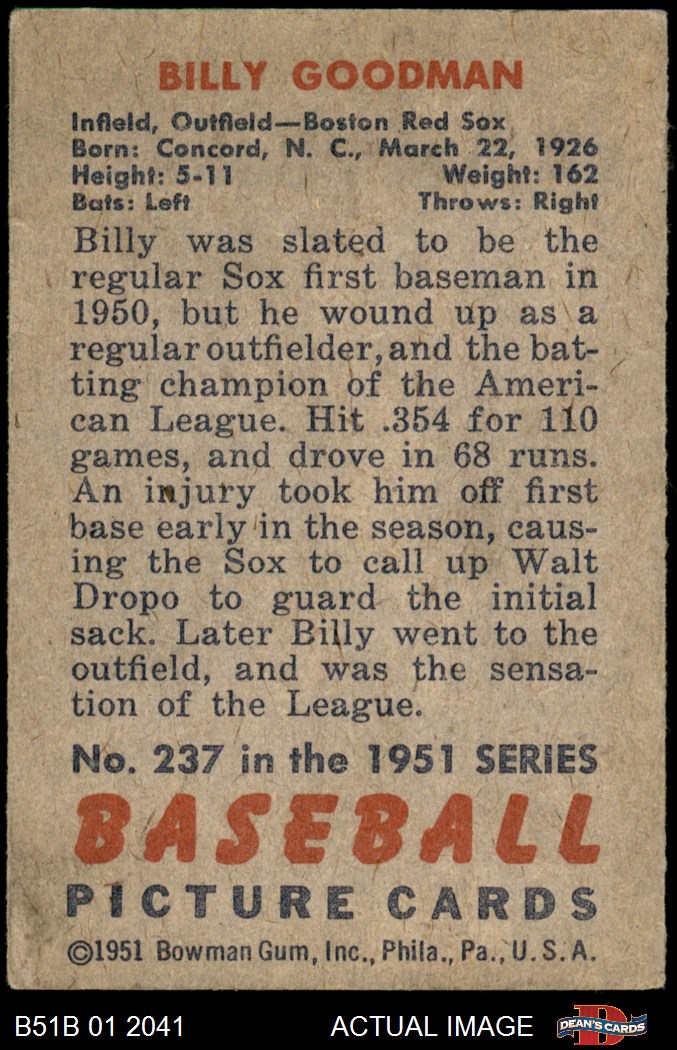 BILLY GOODMAN
Infield, Outfield—Boston Red Sox
Born: Concord, N. C., March 22, 1926
Height: 5-11 Weight: 162
Bats: Left Throws: Right
Billy was slated to be the
regular Sox first baseman in
1950, but he wound up as a
regular outfielder, and the bat-
ting champion of the Ameri-
can League. Hit .354 for 110
games, and drove in 68 runs.
An injury took him off first
base early in the season, caus-
ing the Sox to call up Walt
Dropo to guard the initial
sack. Later Billy went to the
outfield, and was the sensa-
tion of the League.
No. 237 in the 1951 SERIES
BASEBALL
PICTURE CARDS
©1951 Bowman Gum, Inc., Phila., Pa., U. S. A.
B51B 01 2041 ACTUAL IMAGE D DEAN'S CARDS